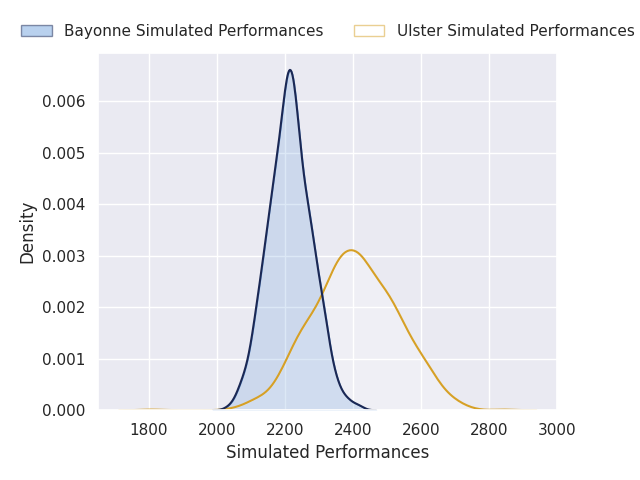 Bayonne Simulated Performances Ulster Simulated Performances
0.006
0.005
0.004
0.003
0.002
0.001
0.000
Density
1800 2000 2200 2400 2600 2800 3000
Simulated Performances